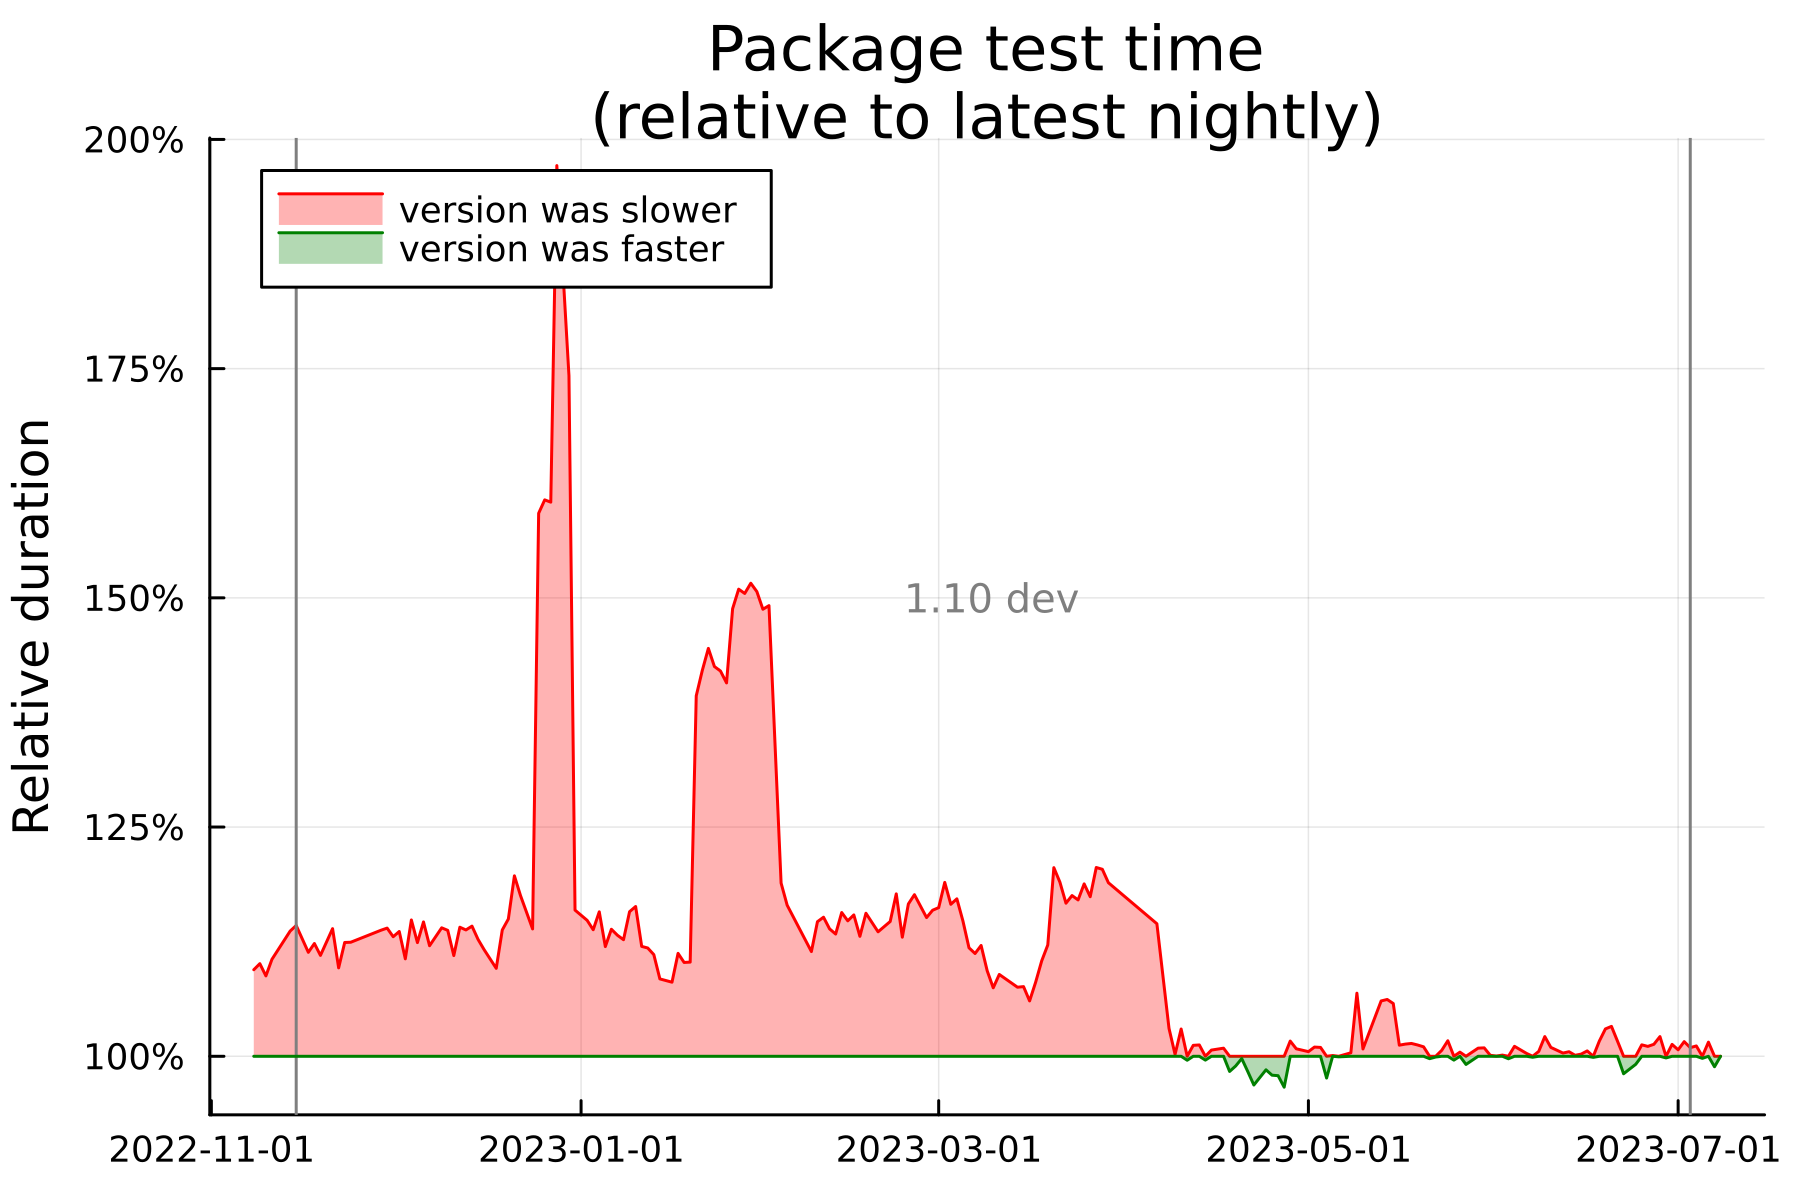 Package test time
(relative to latest nightly)
200%
version was slower
version was faster
175%
150%
1.10 dev
125%
100%
Relative duration
2022-11-01
2023-01-01
2023-03-01
2023-05-01
2023-07-01